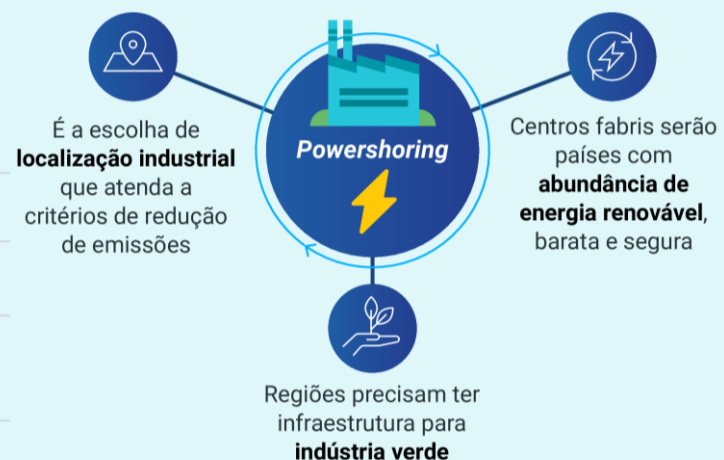 Powershoring
É a escolha de
localização industrial
que atenda a
critérios de redução
de emissões
Centros fabris serão
países com
abundância de
energia renovável,
barata e segura
Regiões precisam ter
infraestrutura para
indústria verde